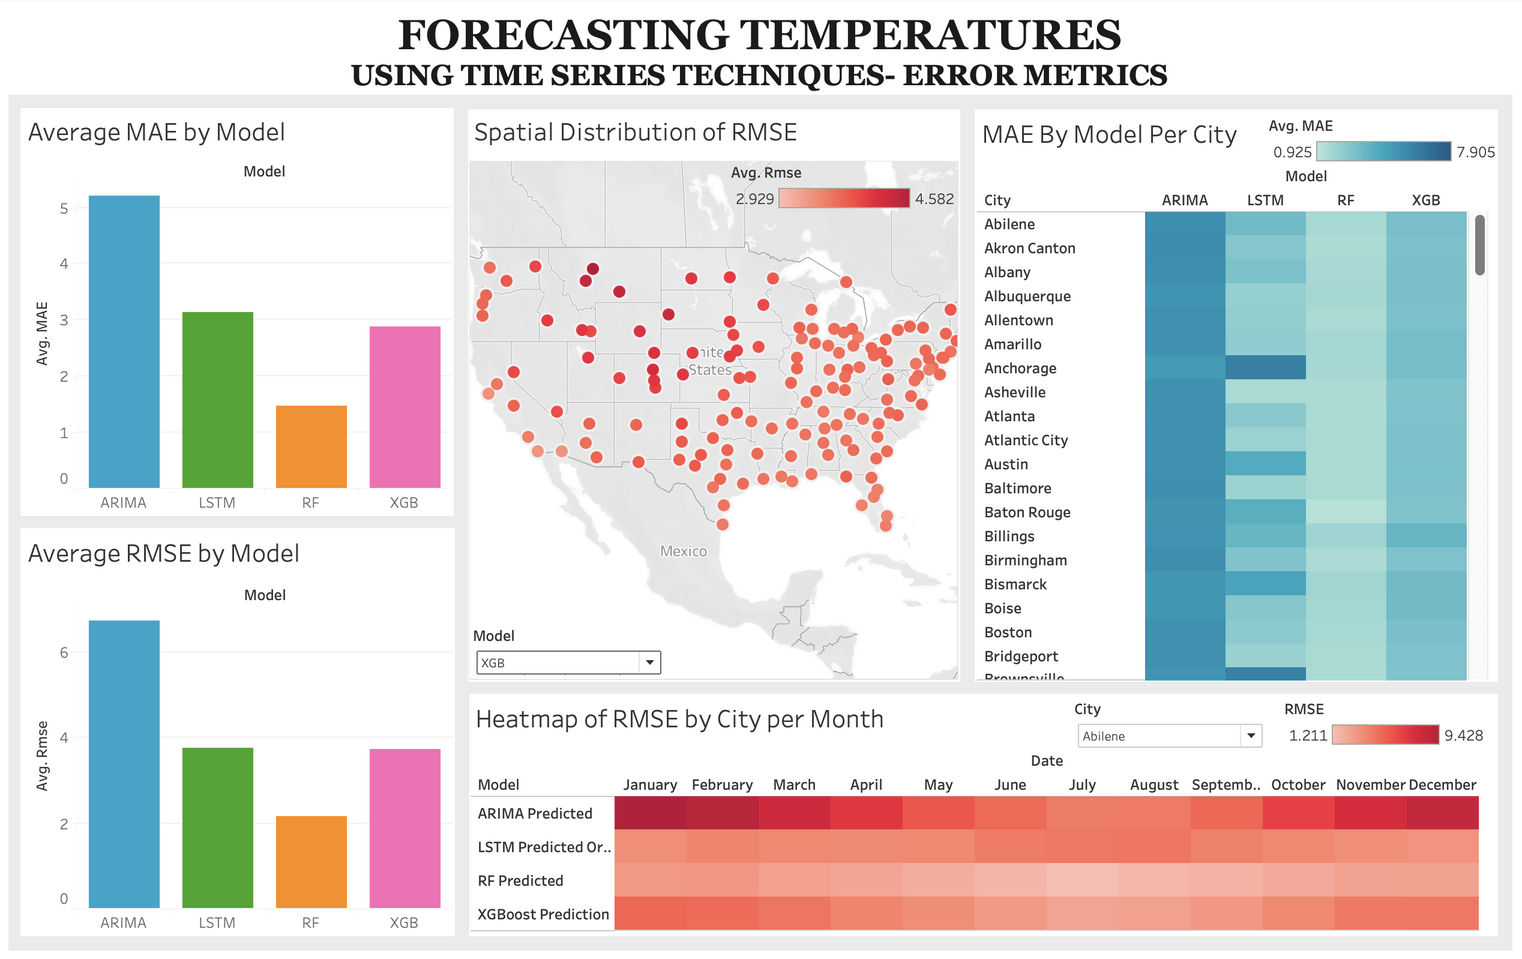 FORECASTING TEMPERATURES
USING TIME SERIES TECHNIQUES- ERROR METRICS
Average MAE by Model
Model
Avg. MAE
5
4
3
2
1
0
ARIMA LSTM RF XGB
Average RMSE by Model
Model
Avg. Rmse
6
4
2
0
ARIMA LSTM RF XGB
Spatial Distribution of RMSE
Avg. Rmse
2.929 4.582
States
Mexico
Model
XGB
MAE By Model Per City
Avg. MAE
0.925 7.905
Model
City ARIMA LSTM RF XGB
Abilene
Akron Canton
Albany
Albuquerque
Allentown
Amarillo
Anchorage
Asheville
Atlanta
Atlantic City
Austin
Baltimore
Baton Rouge
Billings
Birmingham
Bismarck
Boise
Boston
Bridgeport
Brownsville
Heatmap of RMSE by City per Month
City
Abilene
RMSE
1.211 9.428
Date
Model January February March April May June July August Septemb.. October November December
ARIMA Predicted
LSTM Predicted Or..
RF Predicted
XGBoost Prediction